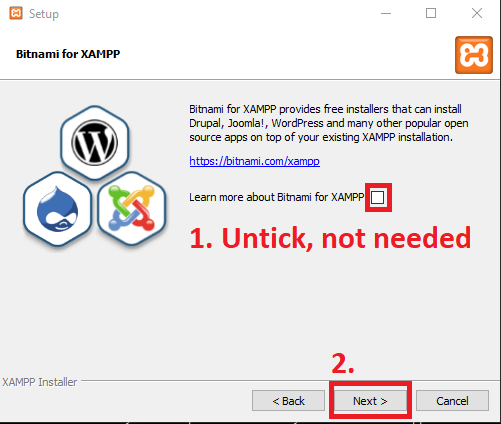 Setup
Bitnami for XAMPP
Bitnami for XAMPP provides free installers that can install
Drupal, Joomla!, WordPress and many other popular open
source apps on top of your existing XAMPP installation.
https://bitnami.com/xampp
Learn more about Bitnami for XAMPP
1. Untick, not needed
2.
XAMPP Installer
< Back
Next >
Cancel